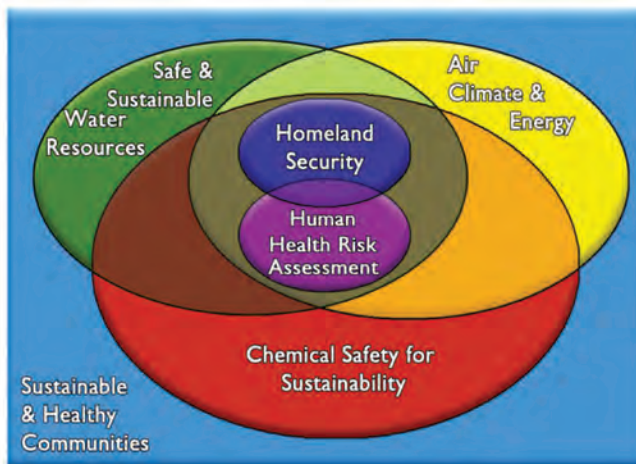 Safe &
Sustainable
Water
Resources
Air
Climate &
Energy
Homeland
Security
Human
Health Risk
Assessment
Chemical Safety for
Sustainability
Sustainable
& Healthy
Communities